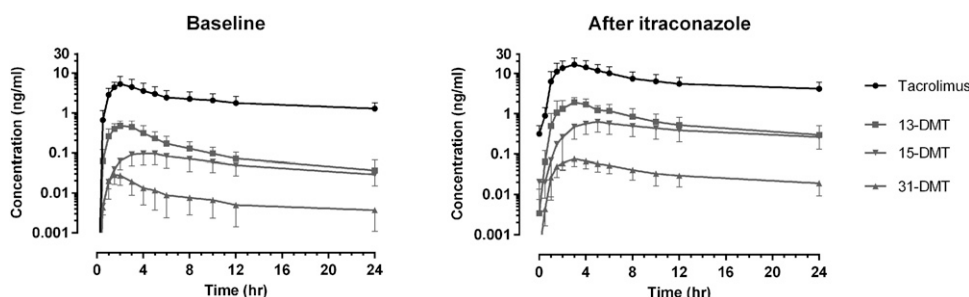 Baseline
Concentration (ng/ml)
30
10
1
0.1
0.01
0.001
0 4 8 12 16 20 24
Time (hr)
After itraconazole
Concentration (ng/ml)
30
10
1
0.1
0.01
0.001
0 4 8 12 16 20 24
Time (hr)
Tacrolimus
13-DMT
15-DMT
31-DMT